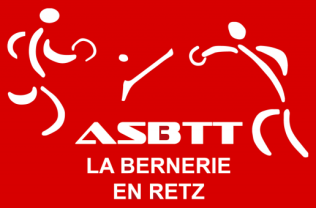 ASBTT
LA BERNERIE
EN RETZ